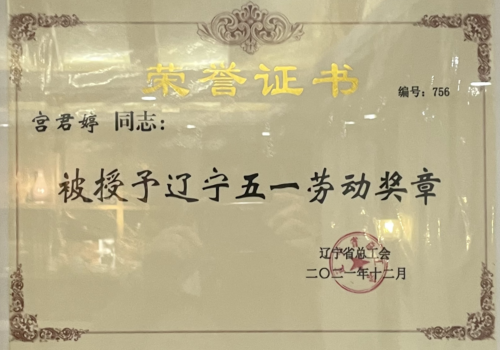 荣誉证书
编号：756
宫君婷 同志：
被授予辽宁五一劳动奖章
辽宁省总工会
二〇二一年十二月